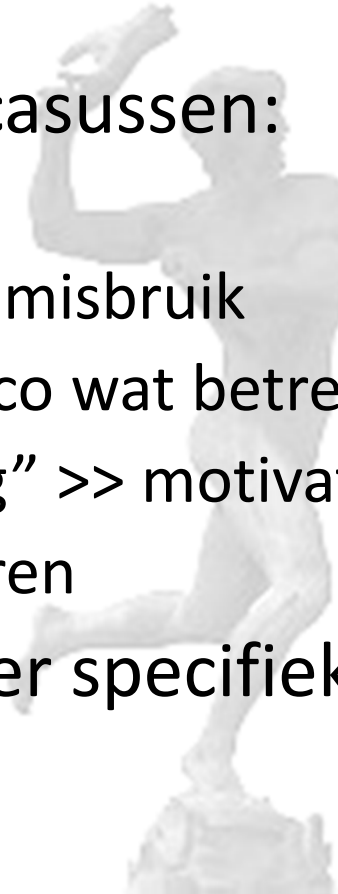 casussen:
misbruik
co wat betre
g” >> motivat
ren
er specifiek